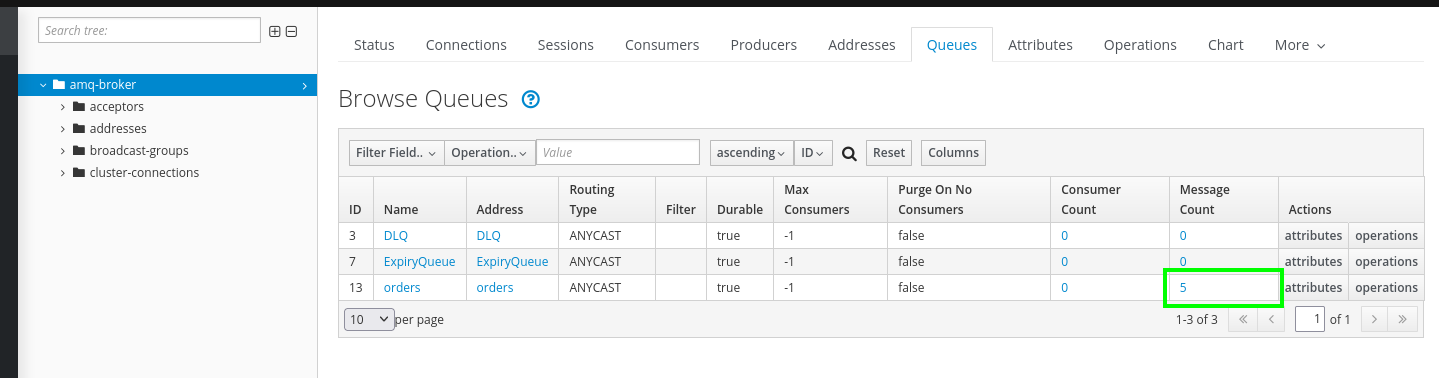 Search tree:
amq-broker
acceptors
addresses
broadcast-groups
cluster-connections
Status Connections Sessions Consumers Producers Addresses Queues Attributes Operations Chart More
Browse Queues
Filter Field.. Operation.. Value ascending ID Reset Columns
ID Name Address Routing Type Filter Durable Max Consumers Purge On No Consumers Consumer Count Message Count Actions
3 DLQ DLQ ANYCAST true -1 false 0 0 attributes operations
7 ExpiryQueue ExpiryQueue ANYCAST true -1 false 0 0 attributes operations
13 orders orders ANYCAST true -1 false 0 5 attributes operations
10 per page 1-3 of 3 1 of 1